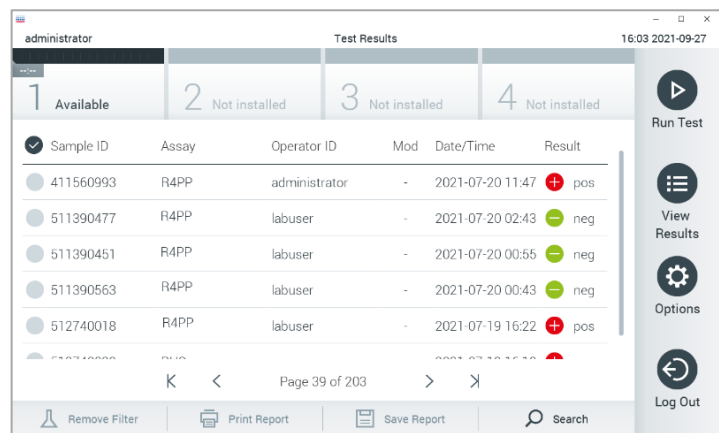 administrator Test Results 16:03 2021-09-27
1 Available 2 Not installed 3 Not installed 4 Not installed
Run Test
Sample ID Assay Operator ID Mod Date/Time Result
411560993 R4PP administrator - 2021-07-20 11:47 pos
511390477 R4PP labuser - 2021-07-20 02:43 neg
View Results
511390451 R4PP labuser - 2021-07-20 00:55 neg
511390563 R4PP labuser - 2021-07-20 00:43 neg
Options
512740018 R4PP labuser - 2021-07-19 16:22 pos
Page 39 of 203
Log Out
Remove Filter Print Report Save Report Search